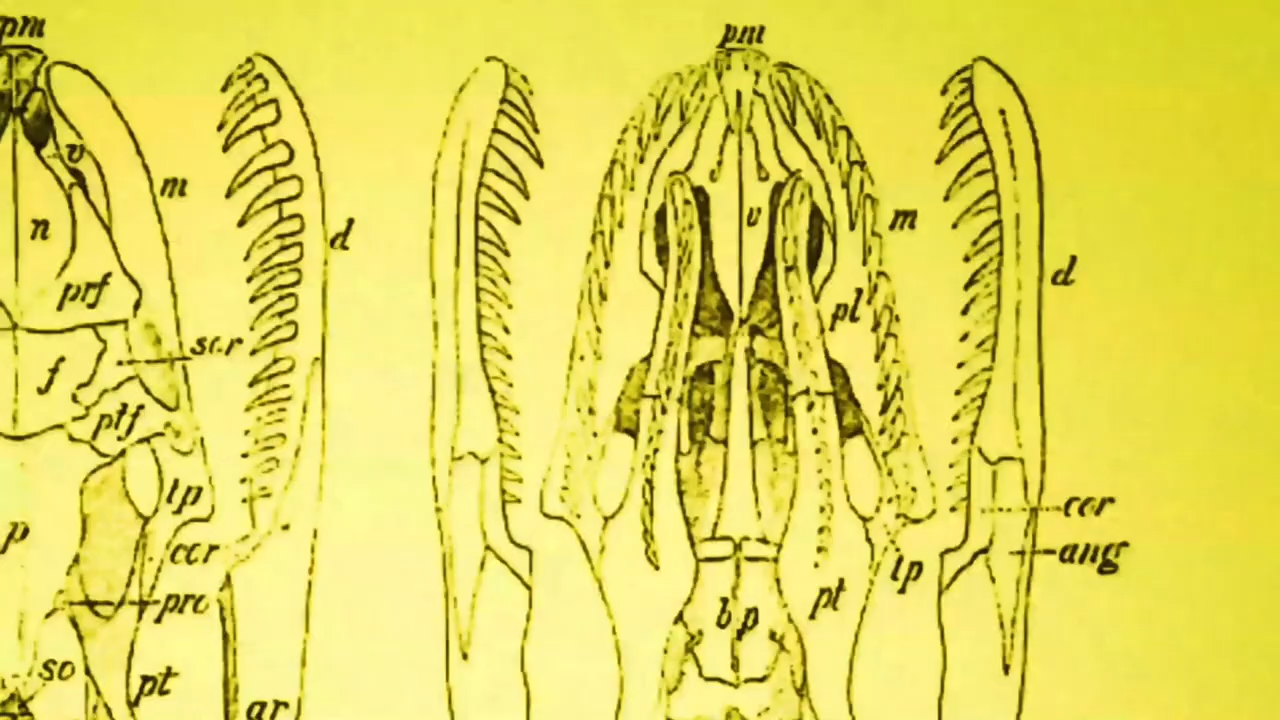 pm
v
m
n
d
prf
scr
f
ptf
tp
p
cor
pro
so
pt
ar
pm
v
m
d
pl
cor
ang
tp
pt
bp